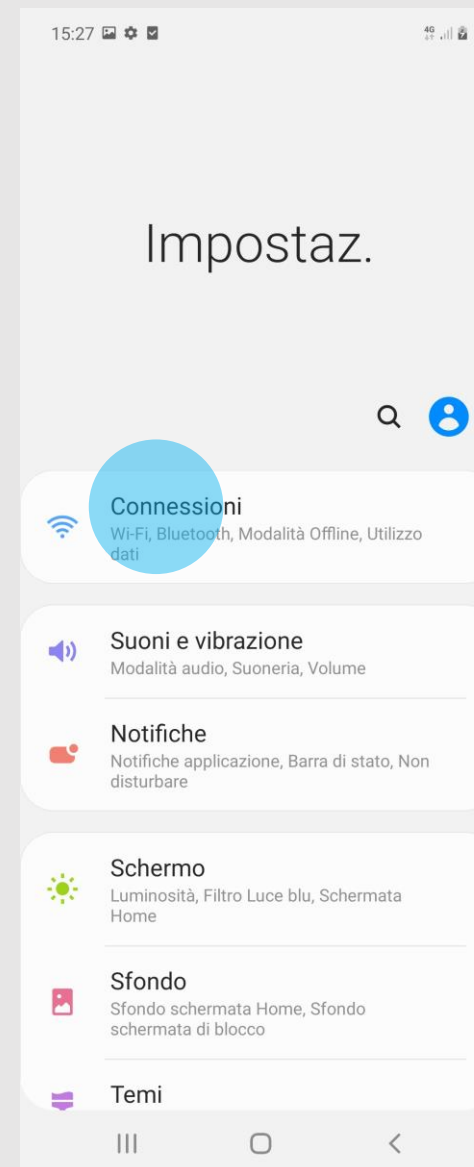 15:27
4G
Impostaz.
Connessioni
Wi-Fi, Bluetooth, Modalità Offline, Utilizzo
dati
Suoni e vibrazione
Modalità audio, Suoneria, Volume
Notifiche
Notifiche applicazione, Barra di stato, Non
disturbare
Schermo
Luminosità, Filtro Luce blu, Schermata
Home
Sfondo
Sfondo schermata Home, Sfondo
schermata di blocco
Temi